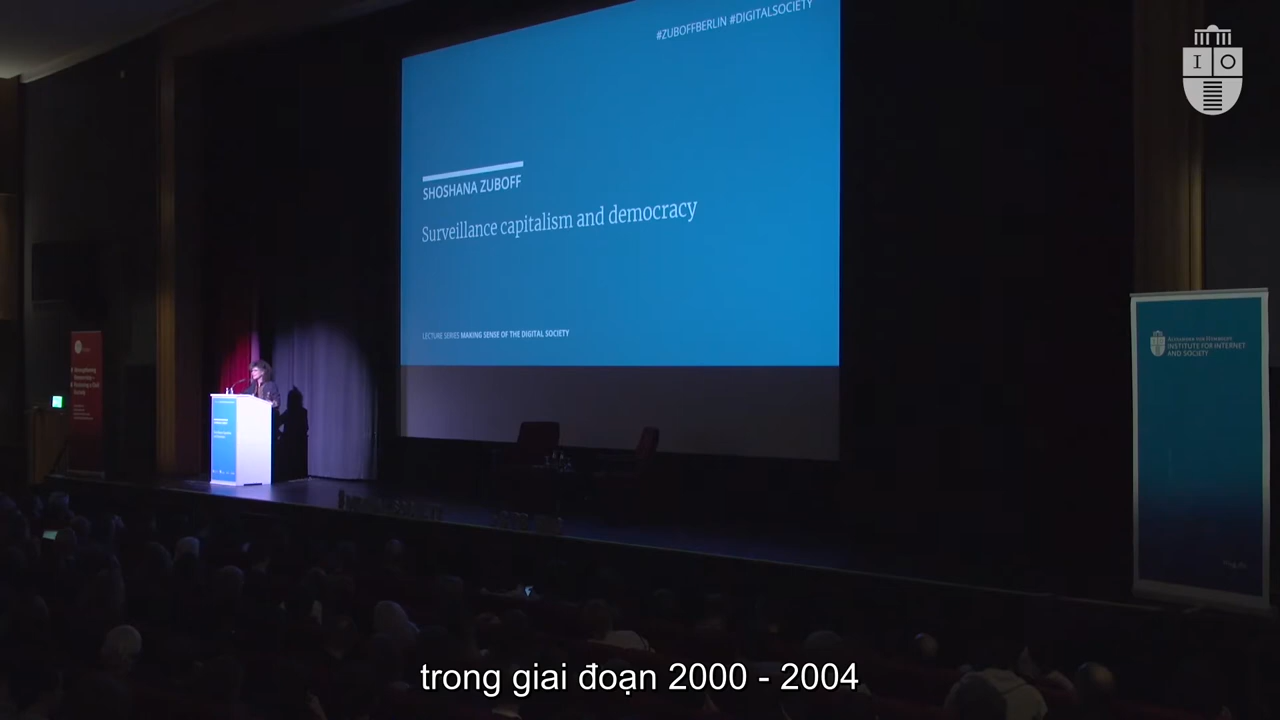 #ZUBOFFBERLIN #DIGITALSOCIETY
I O
SHOSHANA ZUBOFF
Surveillance capitalism and democracy
LECTURE SERIES MAKING SENSE OF THE DIGITAL SOCIETY
INSTITUTE FOR INTERNET
AND SOCIETY
trong giai đoạn 2000 - 2004